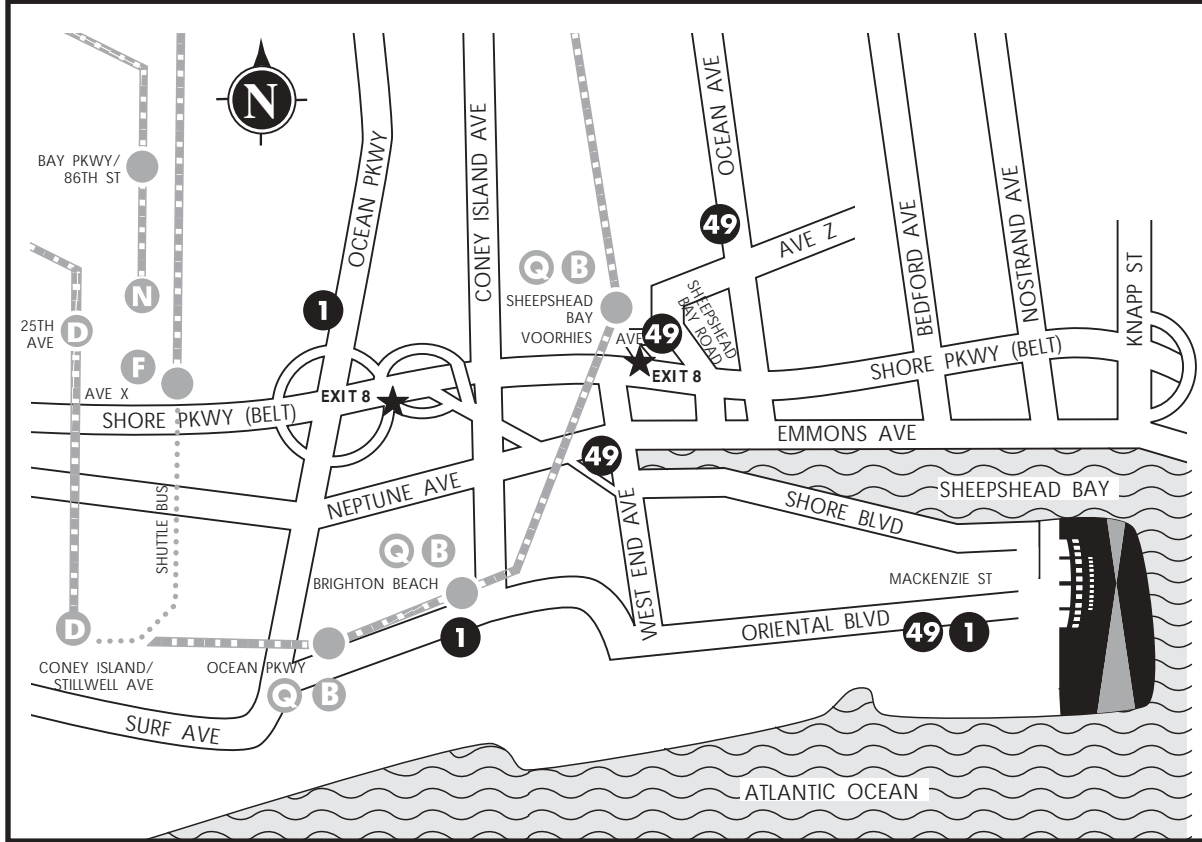 N
OCEAN PKWY
CONEY ISLAND AVE
OCEAN AVE
BAY PKWY/
86TH ST
49
AVE Z
BEDFORD AVE
NOSTRAND AVE
KNAPP ST
Q B
N
1
SHEEPSHEAD
BAY
SHEEPSHEAD
BAY ROAD
25TH
AVE
D
VOORHIES AVE
49
F
EXIT 8
SHORE PKWY (BELT)
AVE X
EXIT 8
SHORE PKWY (BELT)
EMMONS AVE
49
SHEEPSHEAD BAY
NEPTUNE AVE
SHORE BLVD
SHUTTLE BUS
Q B
BRIGHTON BEACH
MACKENZIE ST
WEST END AVE
D
1
ORIENTAL BLVD
49 1
CONEY ISLAND/
STILLWELL AVE
OCEAN PKWY
Q B
SURF AVE
ATLANTIC OCEAN